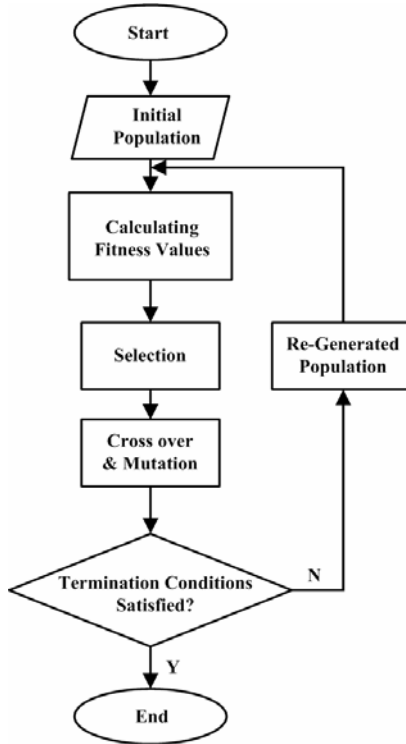 Start
Initial
Population
Calculating
Fitness Values
Selection
Re-Generated
Population
Cross over
& Mutation
Termination Conditions
Satisfied?
N
Y
End